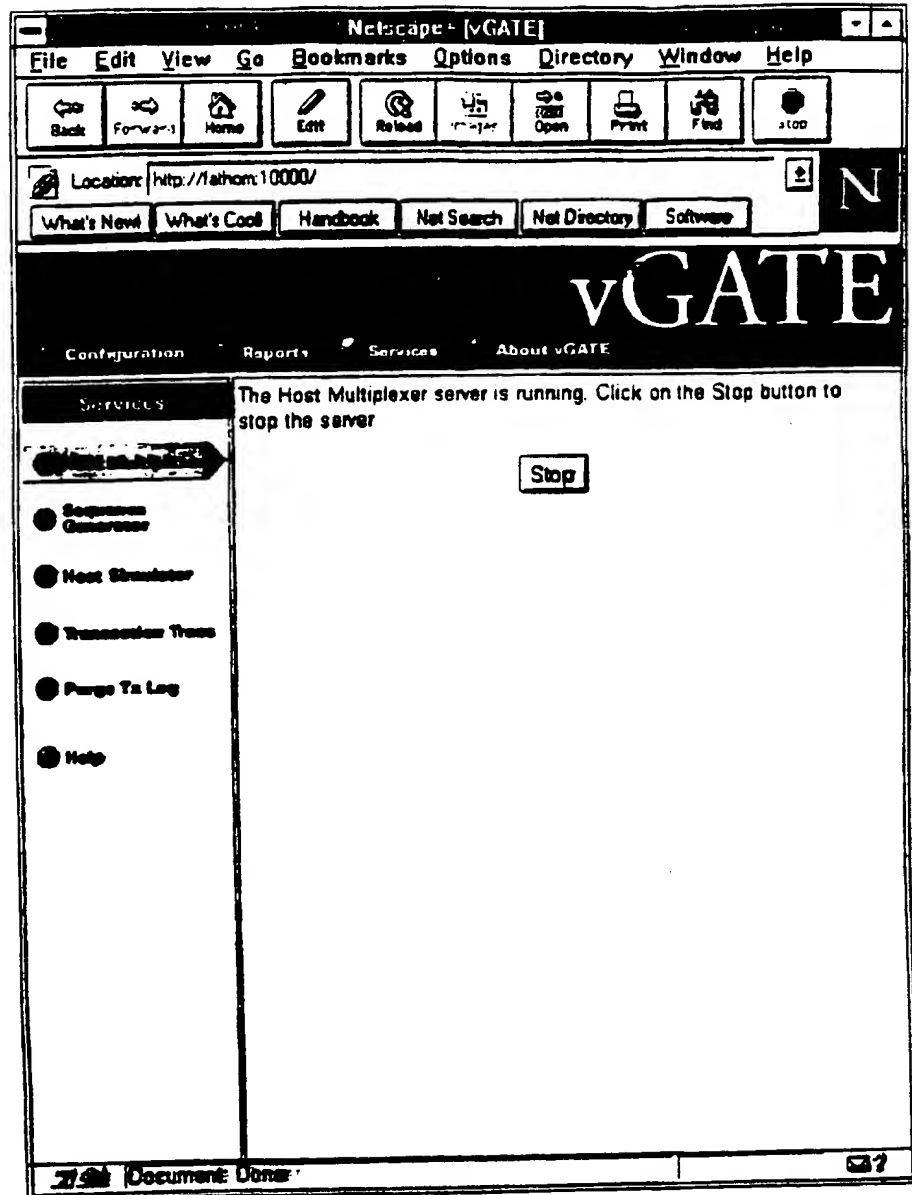 Netscape - [vGATE]
File Edit View Go Bookmarks Options Directory Window Help
Back Forward Home Edit Reload Images Open Print Find Stop
Location: http://fathom:10000/
What's New! What's Cool! Handbook Net Search Net Directory Software
N
vGATE
Configuration Reports Services About vGATE
Services
The Host Multiplexer server is running. Click on the Stop button to
stop the server
Stop
Sequence
Generator
Host Simulator
Transaction Trace
Purge Tx Log
Help
Document: Done